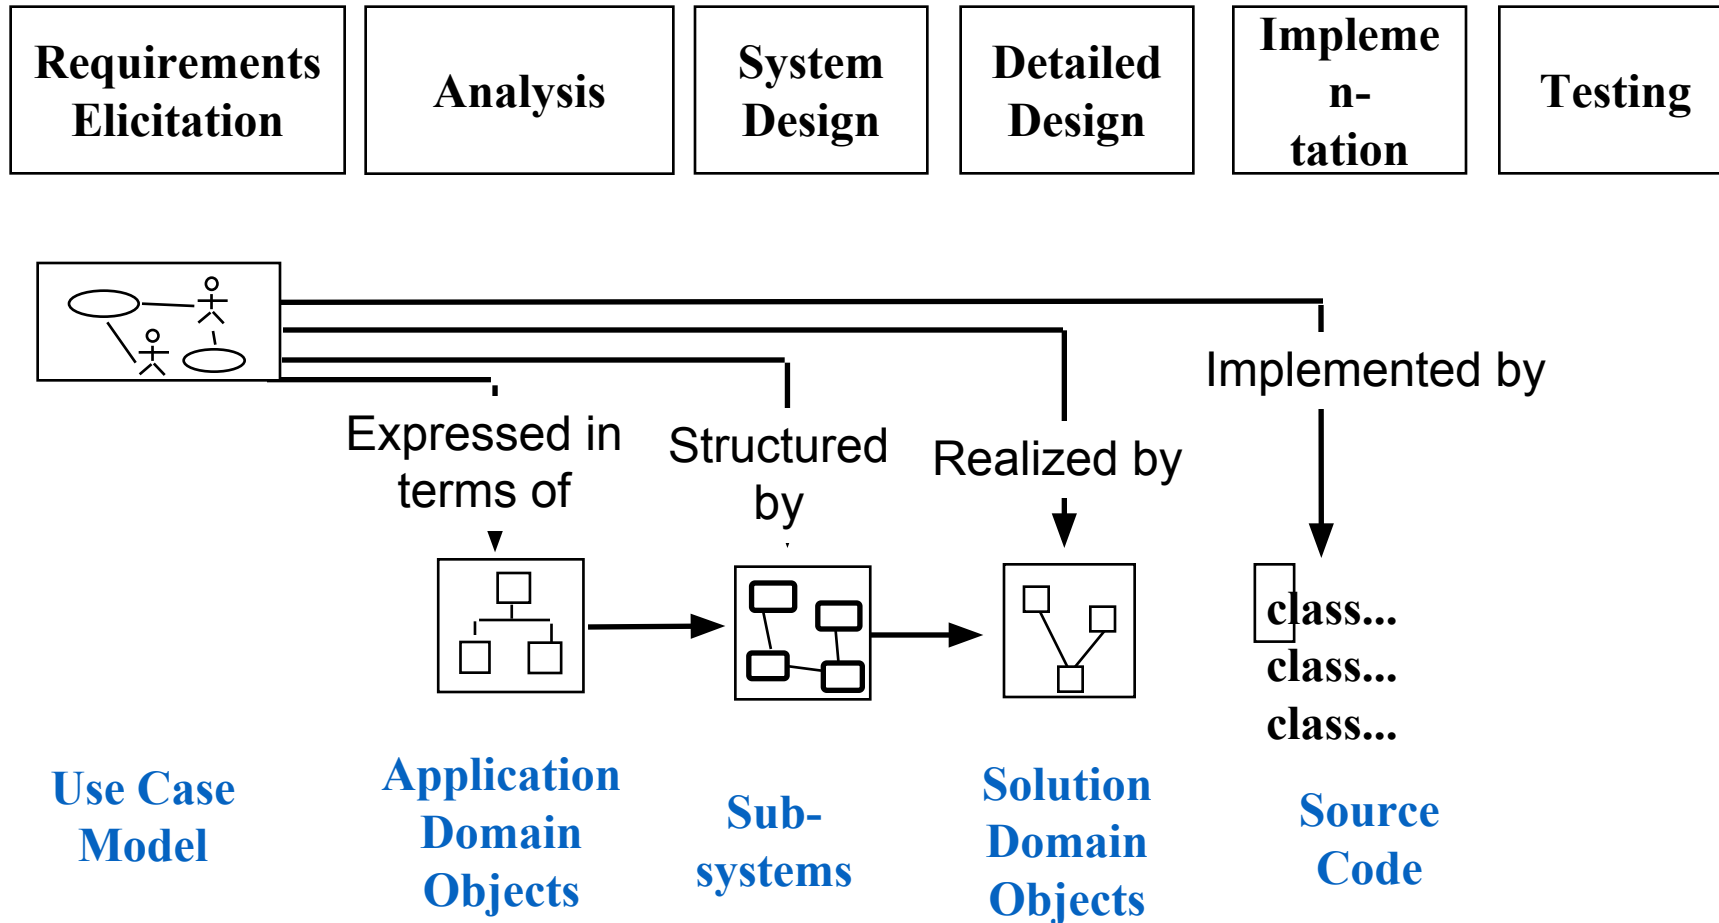 Requirements
Elicitation
Analysis
System
Design
Detailed
Design
Impleme
n-
tation
Testing
Expressed in
terms of
Structured
by
Realized by
Implemented by
class...
class...
class...
Use Case
Model
Application
Domain
Objects
Sub-
systems
Solution
Domain
Objects
Source
Code